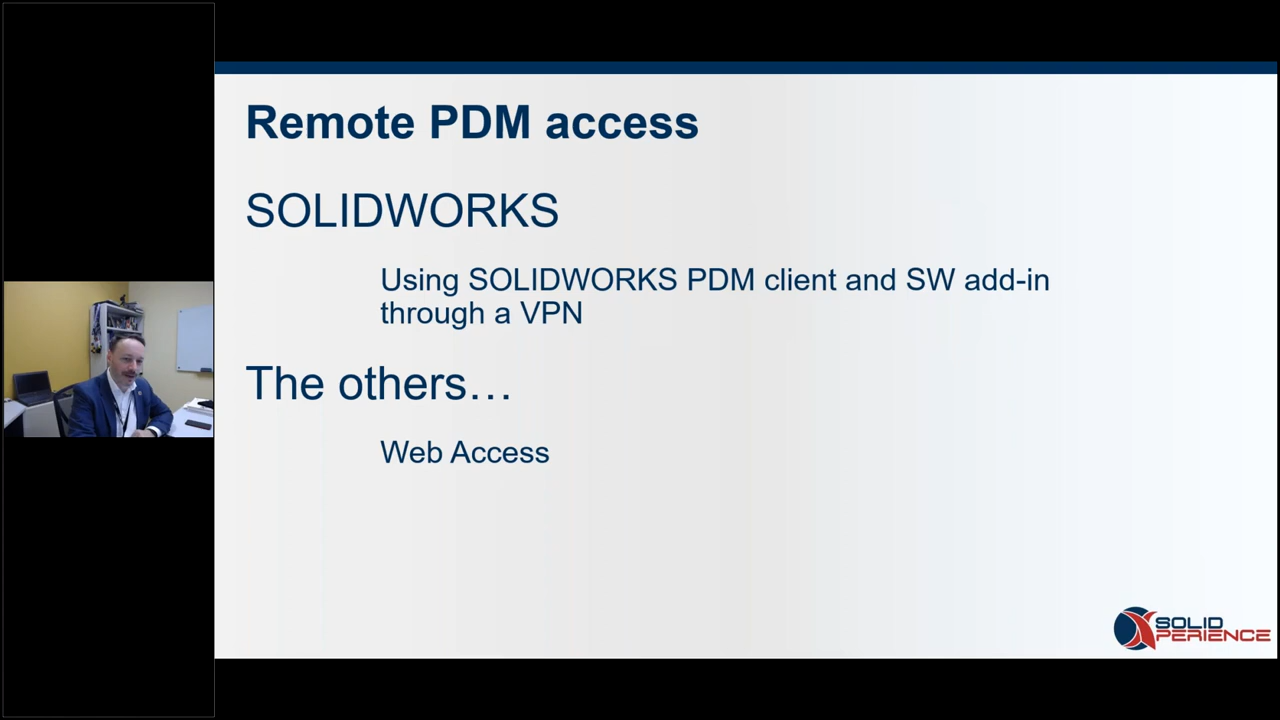 Remote PDM access
SOLIDWORKS
Using SOLIDWORKS PDM client and SW add-in
through a VPN
The others…
Web Access
SOLID
XPERIENCE